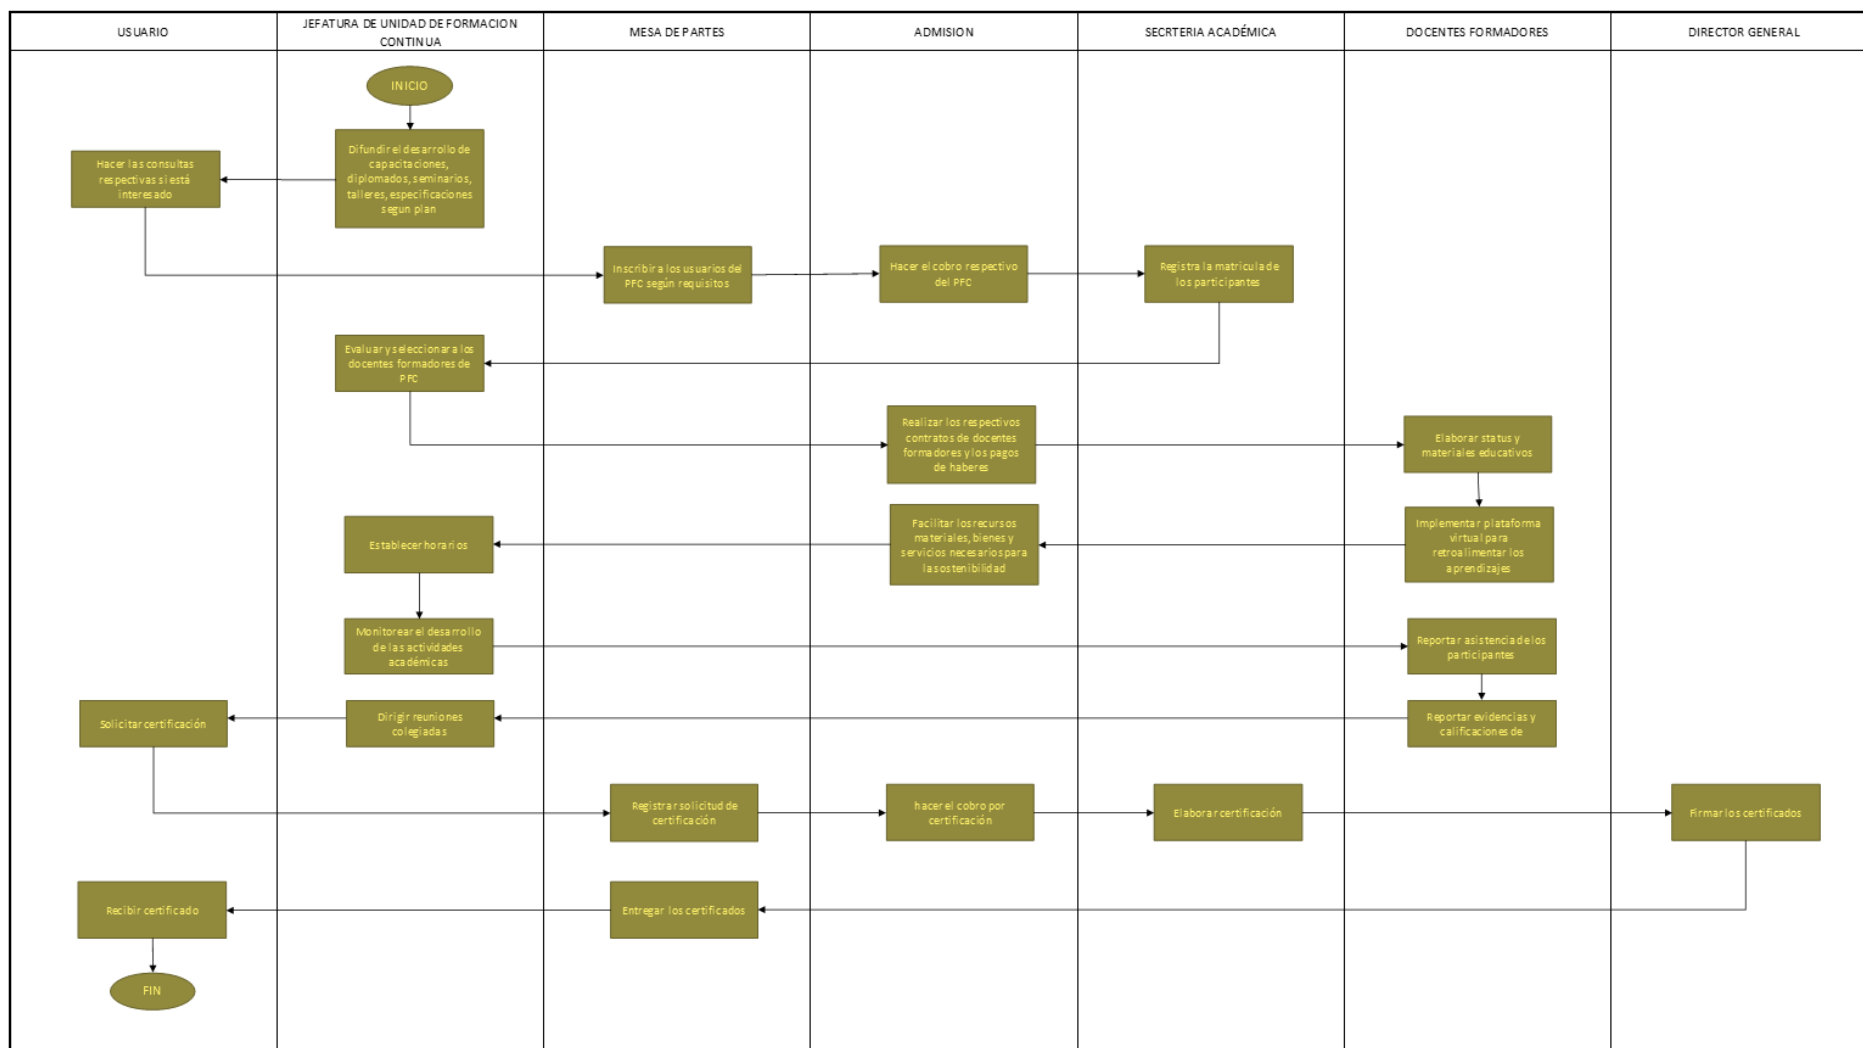 USUARIO
JEFATURA DE UNIDAD DE FORMACION
CONTINUA
MESA DE PARTES
ADMISION
SECRTERIA ACADÉMICA
DOCENTES FORMADORES
DIRECTOR GENERAL
INICIO
Difundir el desarrollo de
capacitaciones,
diplomados, seminarios,
talleres, especificaciones
segun plan
Hacer las consultas
respectivas si está
interesado
Inscribir a los usuarios del
PFC según requisitos
Hacer el cobro respectivo
del PFC
Registra la matricula de
los participantes
Evaluar y seleccionar a los
docentes formadores de
PFC
Realizar los respectivos
contratos de docentes
formadores y los pagos
de haberes
Elaborar status y
materiales educativos
Implementar plataforma
virtual para
retroalimentar los
aprendizajes
Facilitar los recursos
materiales, bienes y
servicios necesarios para
la sostenibilidad
Establecer horarios
Monitorear el desarrollo
de las actividades
académicas
Reportar asistencia de los
participantes
Reportar evidencias y
calificaciones de
Dirigir reuniones
colegiadas
Solicitar certificación
Registrar solicitud de
certificación
hacer el cobro por
certificación
Elaborar certificación
Firmar los certificados
Entregar los certificados
Recibir certificado
FIN